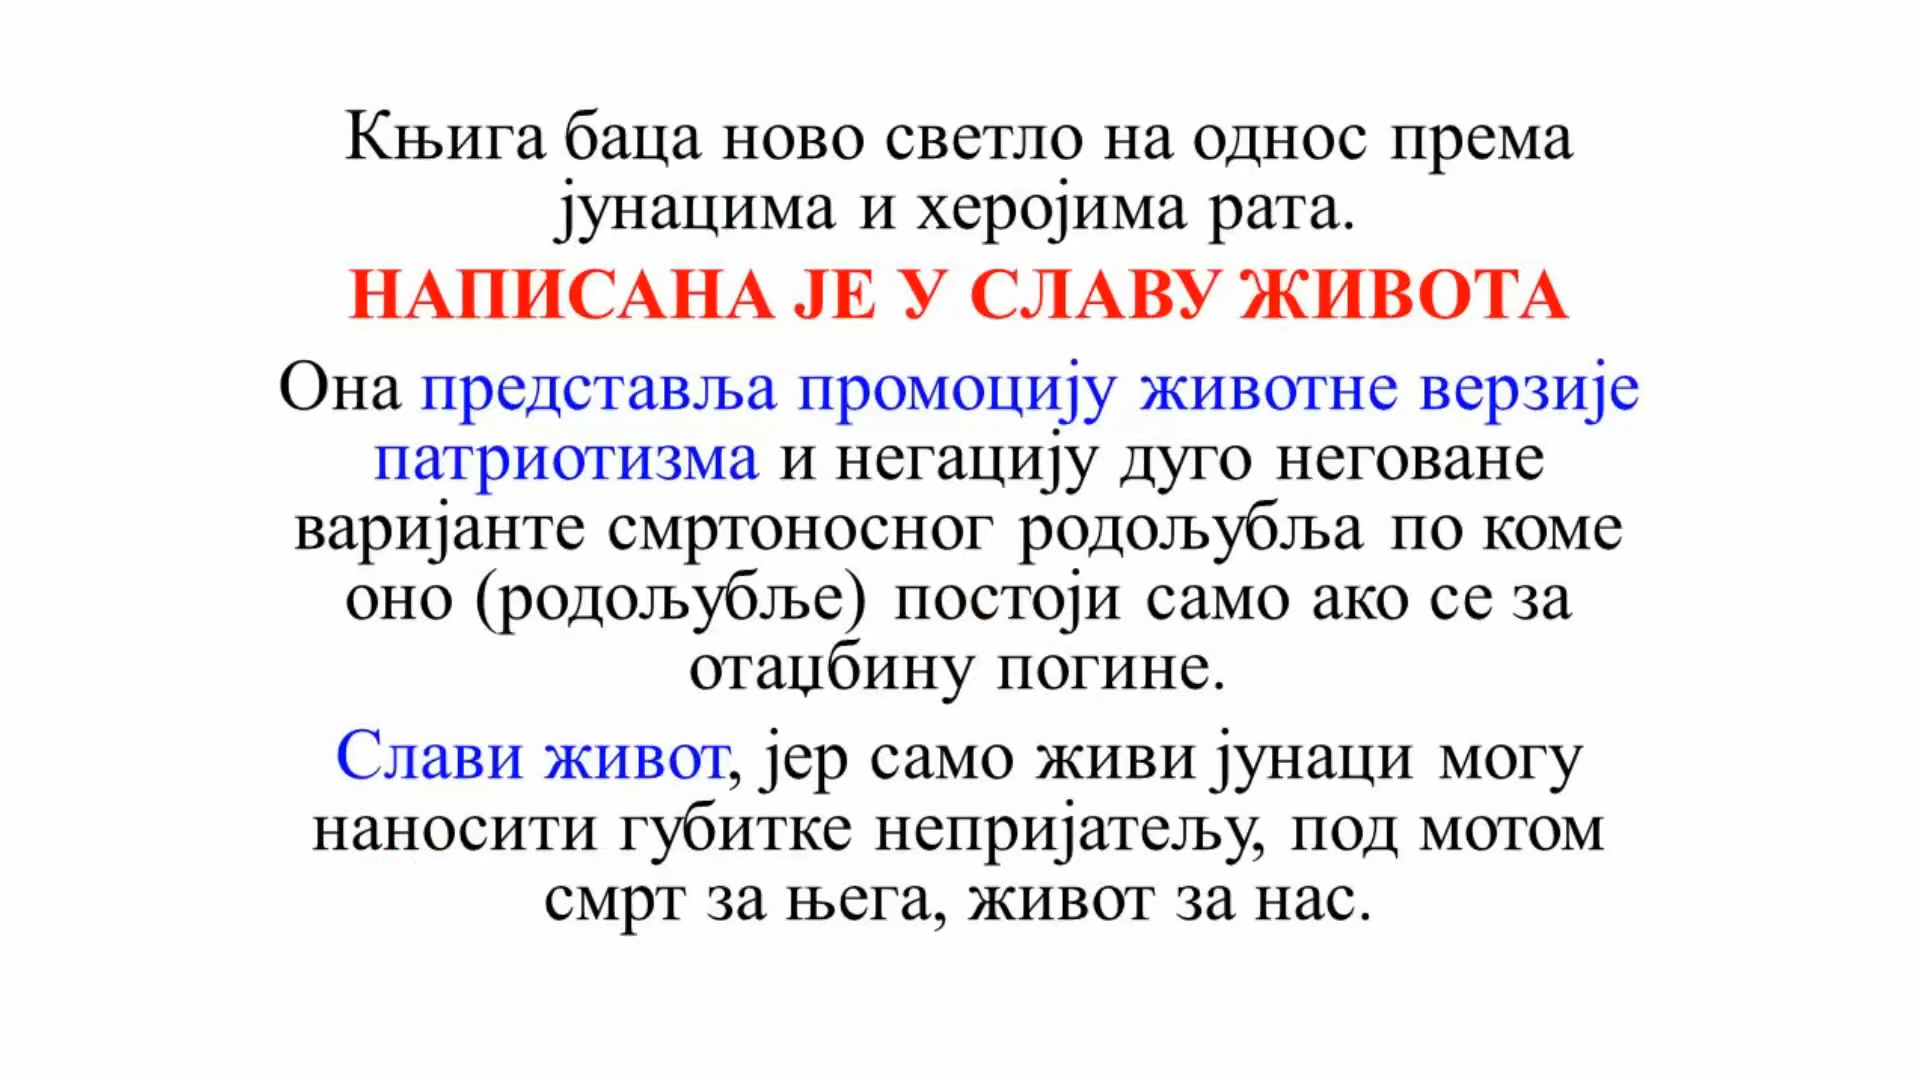 Књига баца ново светло на однос према
јунацима и херојима рата.
НАПИСАНА ЈЕ У СЛАВУ ЖИВОТА
Она представља промоцију животне верзије
патриотизма и негацију дуго неговане
варијанте смртоносног родољубља по коме
оно (родољубље) постоји само ако се за
отаџбину погине.
Слави живот, јер само живи јунаци могу
наносити губитке непријатељу, под мотом
смрт за њега, живот за нас.